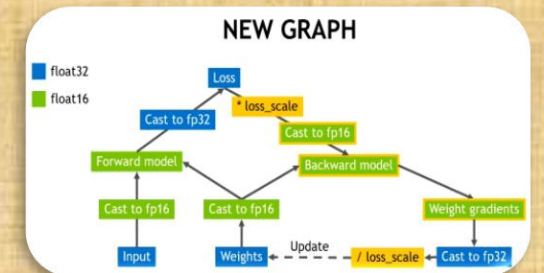 NEW GRAPH
float32
float16
Loss
* loss_scale
Cast to fp32
Cast to fp16
Forward model
Backward model
Cast to fp16
Cast to fp16
Weight gradients
Input
Weights
Update
/ loss_scale
Cast to fp32